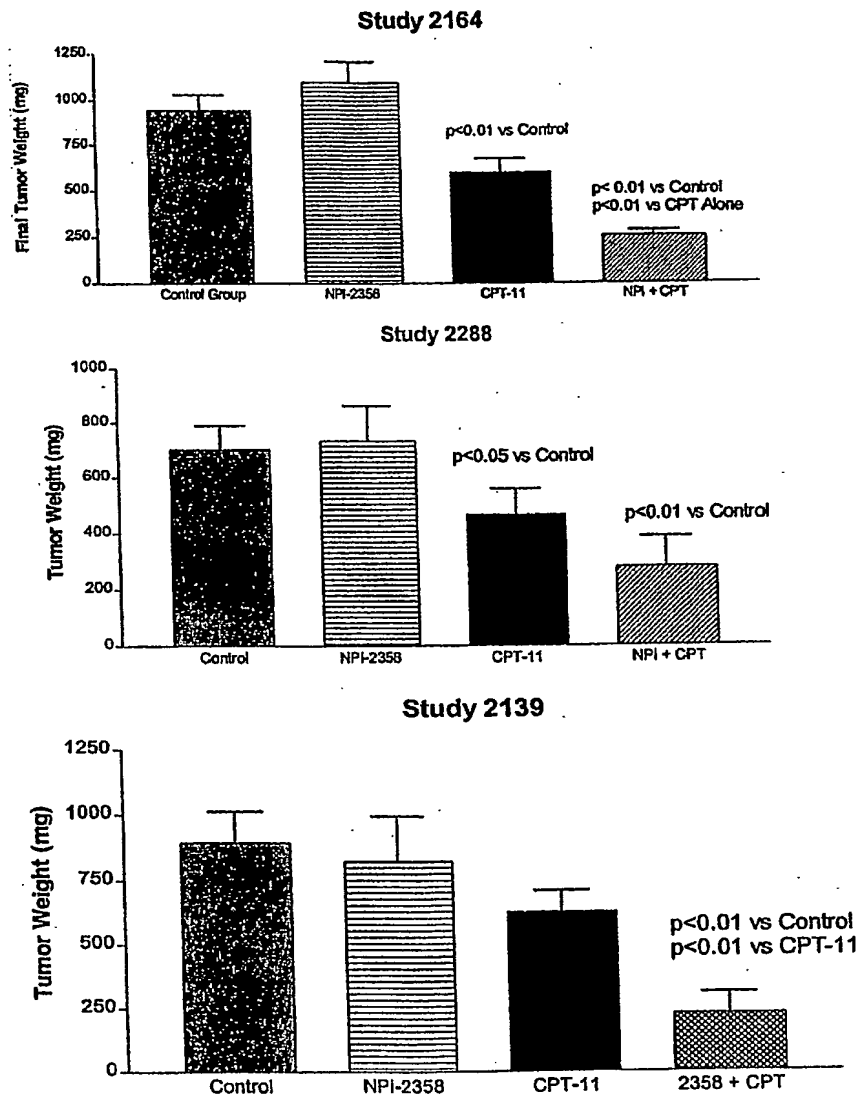 Study 2164
Final Tumor Weight (mg)
1250
1000
750
500
250
0
p<0.01 vs Control
p< 0.01 vs Control
p<0.01 vs CPT Alone
Control Group
NPI-2358
CPT-11
NPI + CPT
Study 2288
Tumor Weight (mg)
1000
800
600
400
200
0
p<0.05 vs Control
p<0.01 vs Control
Control
NPI-2358
CPT-11
NPI + CPT
Study 2139
Tumor Weight (mg)
1250
1000
750
500
250
0
p<0.01 vs Control
p<0.01 vs CPT-11
Control
NPI-2358
CPT-11
2358 + CPT